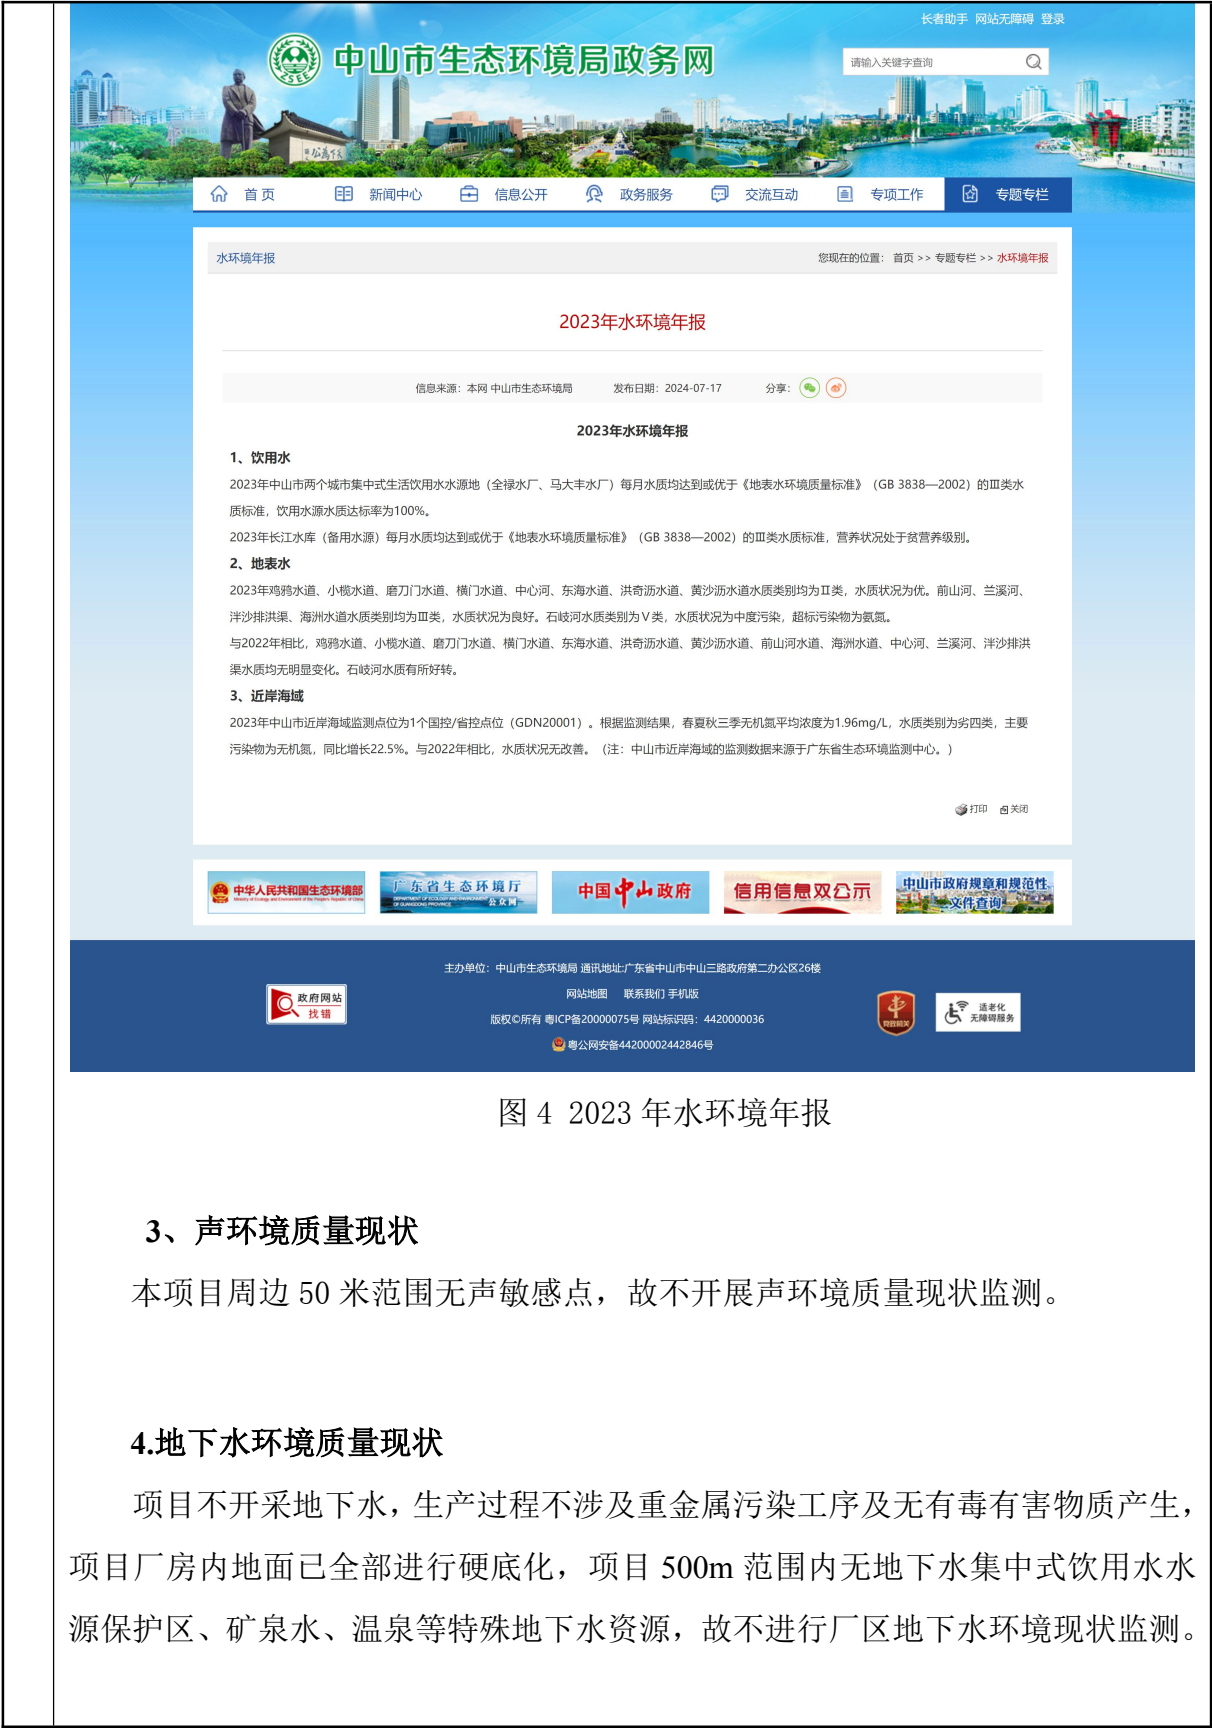 长者助手 网站无障碍 登录
中山市生态环境局政务网
请输入关键字查询
首 页 新闻中心 信息公开 政务服务 交流互动 专项工作 专题专栏
水环境年报 您现在的位置： 首页 >> 专题专栏 >> 水环境年报
2023年水环境年报
信息来源：本网 中山市生态环境局 发布日期：2024-07-17 分享：
2023年水环境年报
1、饮用水
2023年中山市两个城市集中式生活饮用水水源地（全禄水厂、马大丰水厂）每月水质均达到或优于《地表水环境质量标准》（GB 3838—2002）的Ⅲ类水
质标准，饮用水源水质达标率为100%。
2023年长江水库（备用水源）每月水质均达到或优于《地表水环境质量标准》（GB 3838—2002）的Ⅲ类水质标准，营养状况处于贫营养级别。
2、地表水
2023年鸡鸦水道、小榄水道、磨刀门水道、横门水道、中心河、东海水道、洪奇沥水道、黄沙沥水道水质类别均为Ⅱ类，水质状况为优。前山河、兰溪河、
泮沙排洪渠、海洲水道水质类别均为Ⅲ类，水质状况为良好。石岐河水质类别为Ⅴ类，水质状况为中度污染，超标污染物为氨氮。
与2022年相比，鸡鸦水道、小榄水道、磨刀门水道、横门水道、东海水道、洪奇沥水道、黄沙沥水道、前山河水道、海洲水道、中心河、兰溪河、泮沙排洪
渠水质均无明显变化。石岐河水质有所好转。
3、近岸海域
2023年中山市近岸海域监测点位为1个国控/省控点位（GDN20001）。根据监测结果，春夏秋三季无机氮平均浓度为1.96mg/L，水质类别为劣四类，主要
污染物为无机氮，同比增长22.5%。与2022年相比，水质状况无改善。（注：中山市近岸海域的监测数据来源于广东省生态环境监测中心。）
打印 关闭
中华人民共和国生态环境部 广东省生态环境厅 公众网 中国中山政府 信用信息双公示 中山市政府规章和规范性
文件查询
主办单位：中山市生态环境局 通讯地址:广东省中山市中山三路政府第二办公区26楼
网站地图 联系我们 手机版
版权©所有 粤ICP备20000075号 网站标识码：4420000036
粤公网安备44200002442846号
政府网站
找错
党政机关
适老化
无障碍服务
图 4 2023 年水环境年报
3、声环境质量现状
本项目周边 50 米范围无声敏感点，故不开展声环境质量现状监测。
4.地下水环境质量现状
项目不开采地下水，生产过程不涉及重金属污染工序及无有毒有害物质产生，
项目厂房内地面已全部进行硬底化，项目 500m 范围内无地下水集中式饮用水水
源保护区、矿泉水、温泉等特殊地下水资源，故不进行厂区地下水环境现状监测。